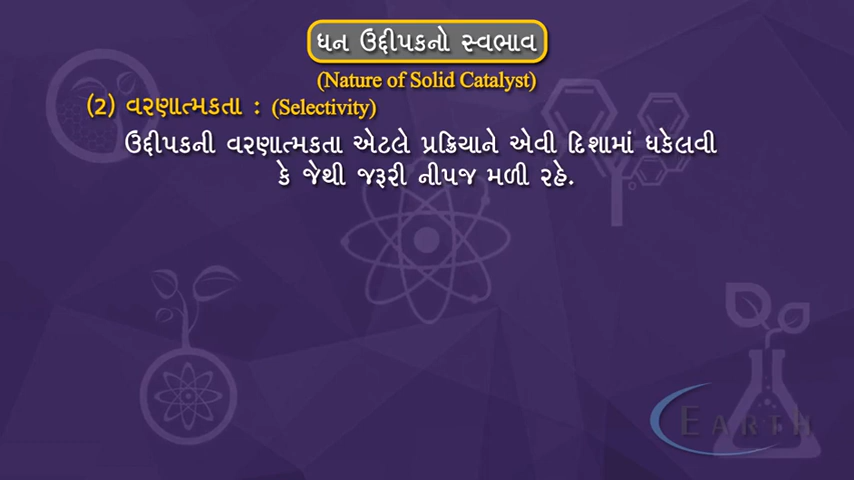 ધન ઉદ્દીપકનો સ્વભાવ
(Nature of Solid Catalyst)
(2) વરણાત્મકતા : (Selectivity)
ઉદ્દીપકની વરણાત્મકતા એટલે પ્રક્રિયાને એવી દિશામાં ધકેલવી
કે જેથી જરૂરી નીપજ મળી રહે.
EARTH